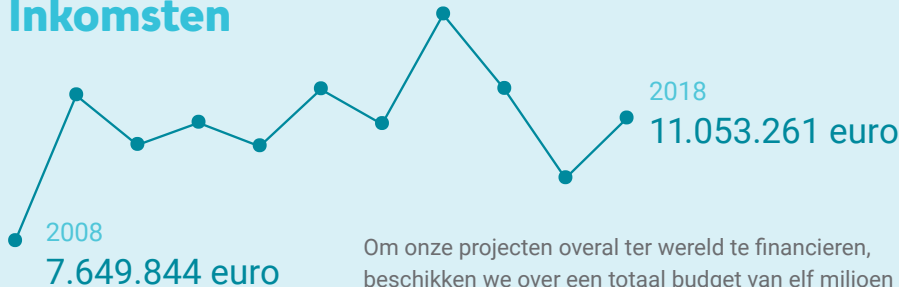 Inkomsten
2018
11.053.261 euro
2008
7.649.844 euro
Om onze projecten overal ter wereld te financieren,
beschikken we over een totaal budget van elf miljoen